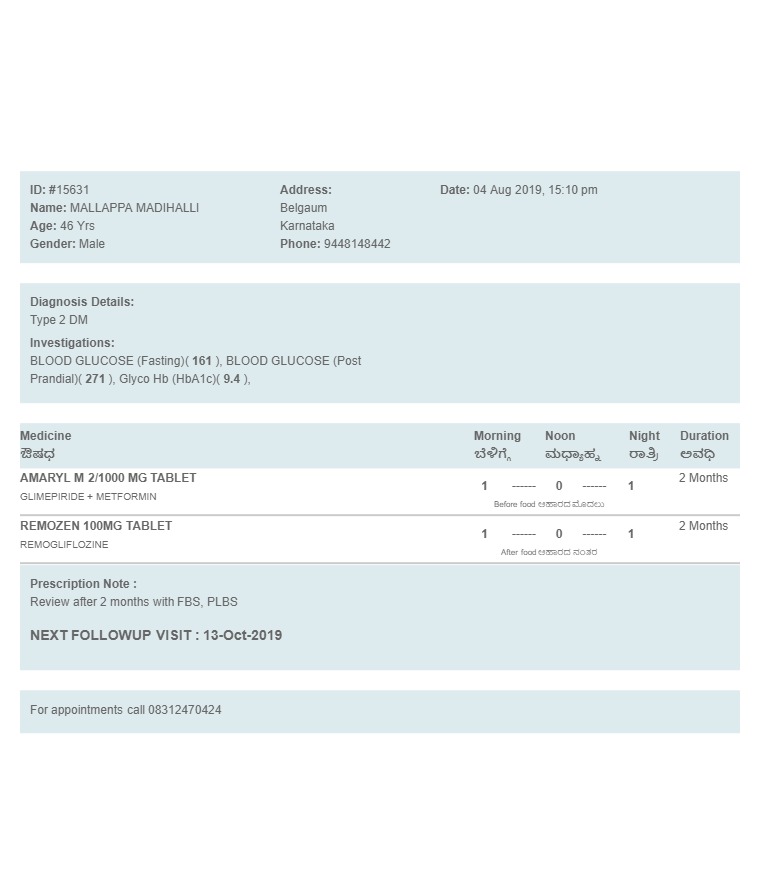 ID: #15631
Name: MALLAPPA MADIHALLI
Age: 46 Yrs
Gender: Male
Address:
Belgaum
Karnataka
Phone: 9448148442
Date: 04 Aug 2019, 15:10 pm
Diagnosis Details:
Type 2 DM
Investigations:
BLOOD GLUCOSE (Fasting)( 161 ), BLOOD GLUCOSE (Post
Prandial)( 271 ), Glyco Hb (HbA1c)( 9.4 ),
Medicine Morning Noon Night Duration
ಔಷಧ ಬೆಳಿಗ್ಗೆ ಮಧ್ಯಾಹ್ನ ರಾತ್ರಿ ಅವಧಿ
AMARYL M 2/1000 MG TABLET 1 ------ 0 ------ 1 2 Months
GLIMEPIRIDE + METFORMIN Before food ಆಹಾರದ ಮೊದಲು
REMOZEN 100MG TABLET 1 ------ 0 ------ 1 2 Months
REMOGLIFLOZINE After food ಆಹಾರದ ನಂತರ
Prescription Note :
Review after 2 months with FBS, PLBS
NEXT FOLLOWUP VISIT : 13-Oct-2019
For appointments call 08312470424